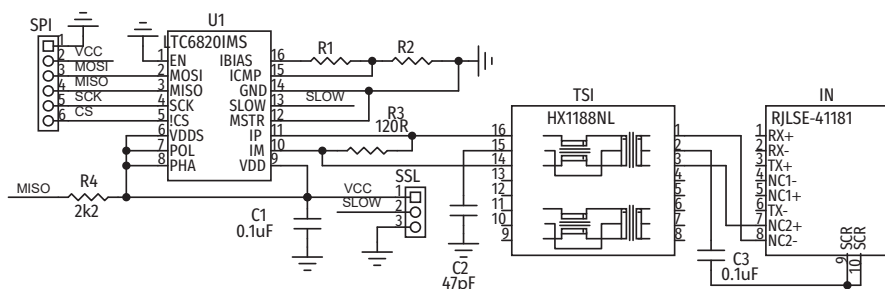 SPI
1
2
3
4
5
6
VCC
MOSI
MISO
SCK
CS
U1
LTC6820IMS
1 EN IBIAS 16
2 MOSI ICMP 15
3 MISO GND 14
4 SCK SLOW 13
5 !CS MSTR 12
6 VDDS IP 11
7 POL IM 10
8 PHA VDD 9
R1
R2
SLOW
R3
120R
MISO
R4
2k2
C1
0.1uF
VCC
SLOW
SSL
1
2
3
C2
47pF
TSI
HX1188NL
16 1
15 2
14 3
13 4
12 5
11 6
10 7
9 8
C3
0.1uF
IN
RJLSE-41181
1 RX+
2 RX-
3 TX+
4 NC1-
5 NC1+
6 TX-
7 NC2+
8 NC2-
9 SCR
10 SCR